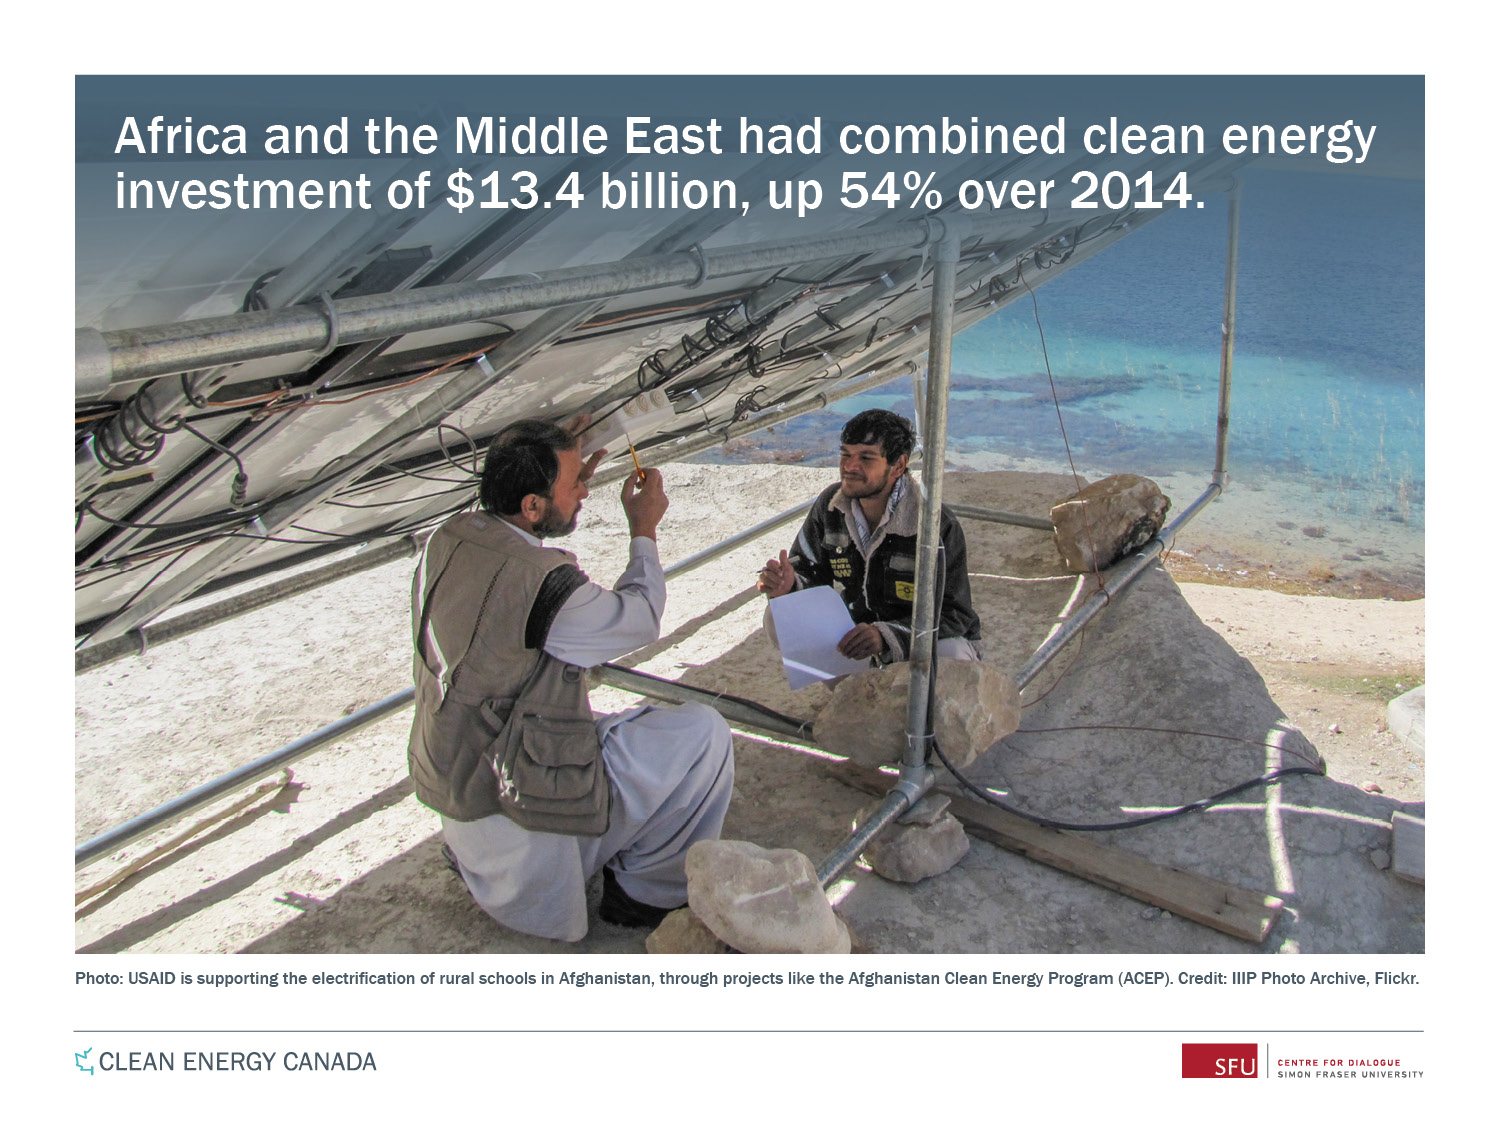 Africa and the Middle East had combined clean energy
investment of $13.4 billion, up 54% over 2014.
Photo: USAID is supporting the electrification of rural schools in Afghanistan, through projects like the Afghanistan Clean Energy Program (ACEP). Credit: IIIP Photo Archive, Flickr.
CLEAN ENERGY CANADA
SFU
CENTRE FOR DIALOGUE
SIMON FRASER UNIVERSITY